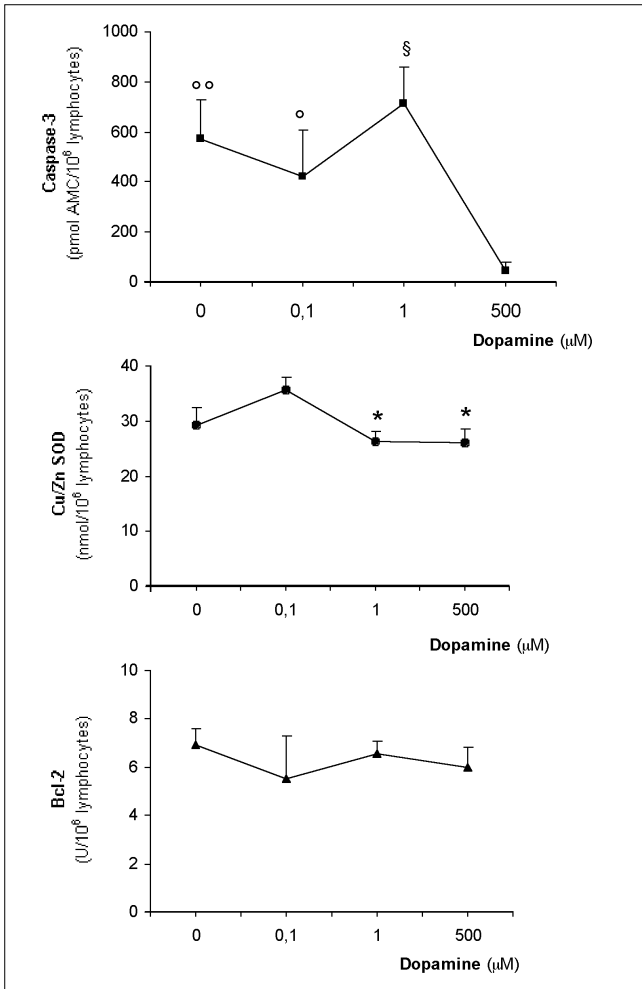 Caspase-3
(pmol AMC/10⁶ lymphocytes)
1000
800
600
400
200
0
°°
°
§
0 0,1 1 500
Dopamine (μM)
Cu/Zn SOD
(nmol/10⁶ lymphocytes)
40
30
20
10
0
* *
0 0,1 1 500
Dopamine (μM)
Bcl-2
(U/10⁶ lymphocytes)
10
8
6
4
2
0
0 0,1 1 500
Dopamine (μM)